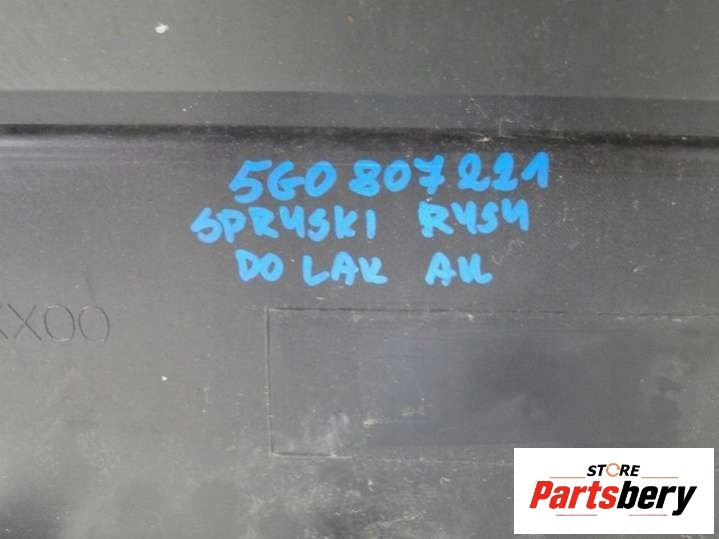 5G0 807 221
SPRYSKI RYSY
DO LAK AK
XX00
STORE
Partsbery